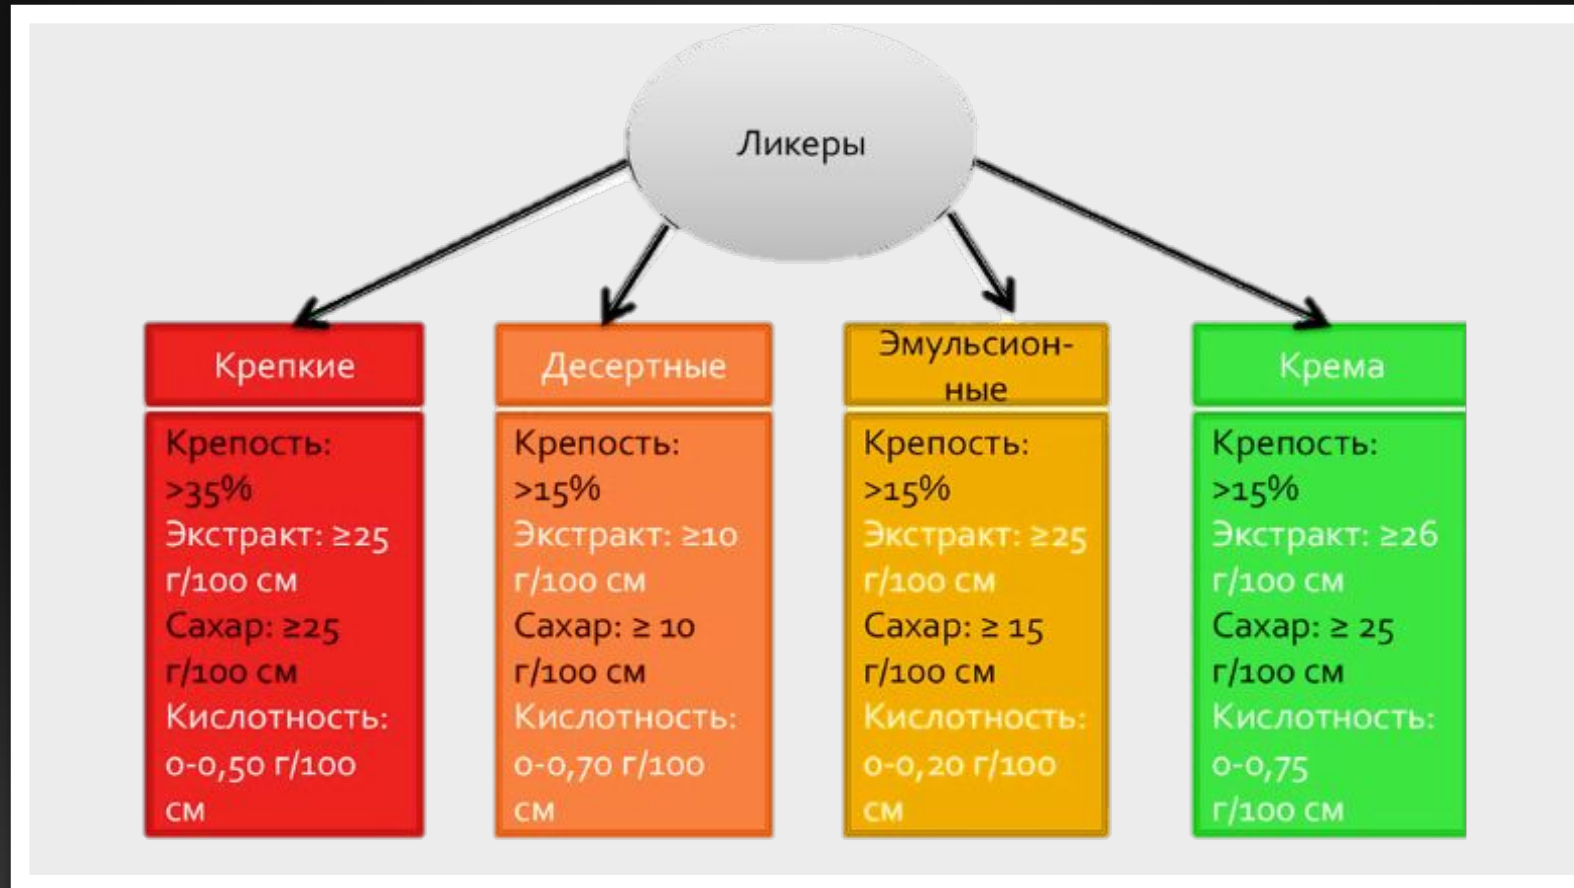 Ликеры
Крепкие
Крепость:
>35%
Экстракт: ≥25
г/100 см
Сахар: ≥25
г/100 см
Кислотность:
0-0,50 г/100
см
Десертные
Крепость:
>15%
Экстракт: ≥10
г/100 см
Сахар: ≥ 10
г/100 см
Кислотность:
0-0,70 г/100
см
Эмульсион-
ные
Крепость:
>15%
Экстракт: ≥25
г/100 см
Сахар: ≥ 15
г/100 см
Кислотность:
0-0,20 г/100
см
Крема
Крепость:
>15%
Экстракт: ≥26
г/100 см
Сахар: ≥ 25
г/100 см
Кислотность:
0-0,75
г/100 см